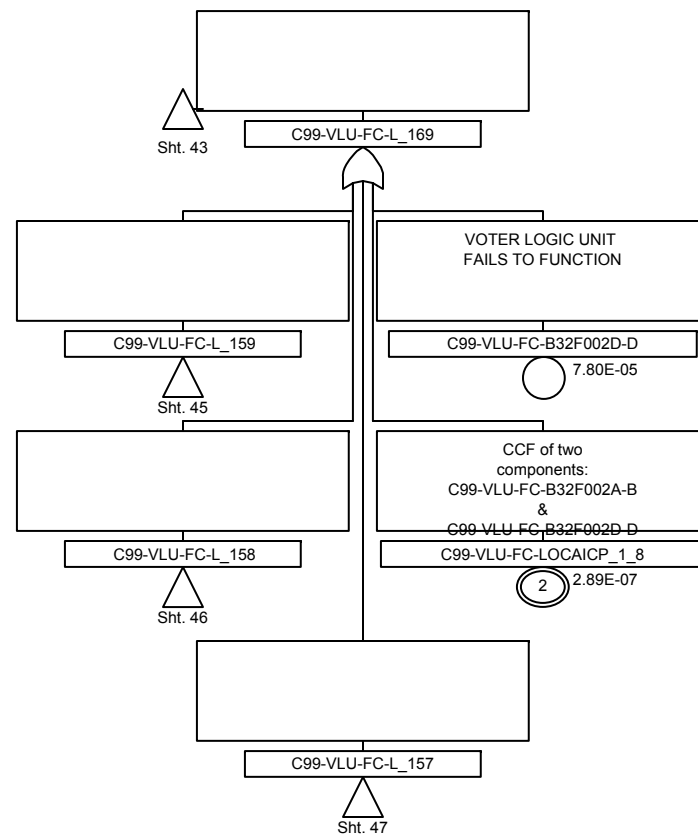 C99-VLU-FC-L_169
Sht. 43
C99-VLU-FC-L_159
Sht. 45
VOTER LOGIC UNIT
FAILS TO FUNCTION
C99-VLU-FC-B32F002D-D
7.80E-05
C99-VLU-FC-L_158
Sht. 46
CCF of two
components:
C99-VLU-FC-B32F002A-B
&
C99-VLU-FC-B32F002D-D
C99-VLU-FC-LOCAICP_1_8
2
2.89E-07
C99-VLU-FC-L_157
Sht. 47